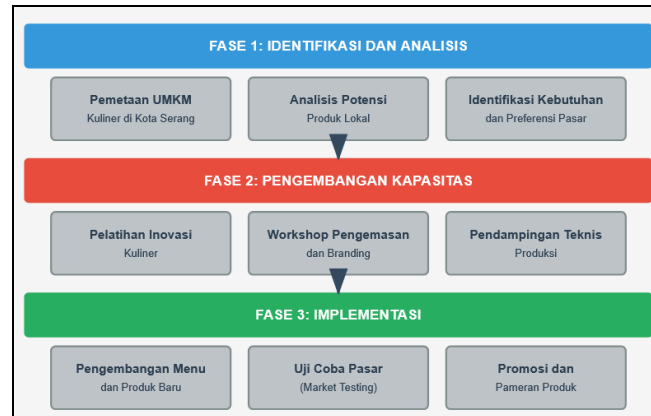 FASE 1: IDENTIFIKASI DAN ANALISIS
Pemetaan UMKM
Kuliner di Kota Serang
Analisis Potensi
Produk Lokal
Identifikasi Kebutuhan
dan Preferensi Pasar
FASE 2: PENGEMBANGAN KAPASITAS
Pelatihan Inovasi
Kuliner
Workshop Pengemasan
dan Branding
Pendampingan Teknis
Produksi
FASE 3: IMPLEMENTASI
Pengembangan Menu
dan Produk Baru
Uji Coba Pasar
(Market Testing)
Promosi dan
Pameran Produk